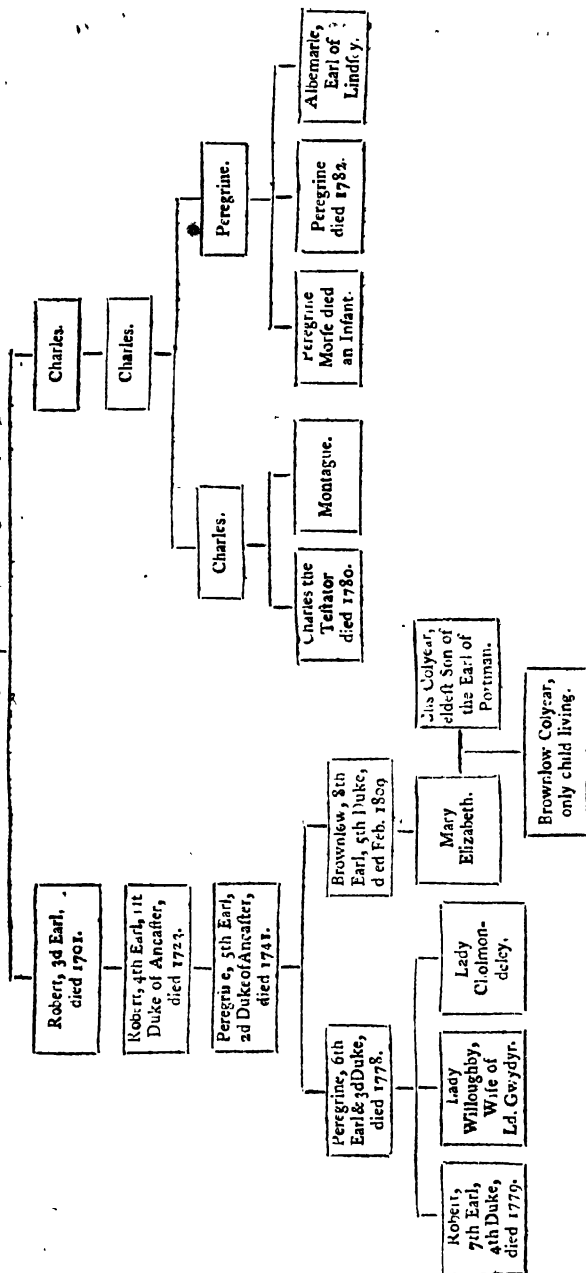 Robert, 3d Earl,
died 1701.
Charles.
Robert, 4th Earl, 1st
Duke of Ancaſter,
died 1723.
Charles.
Peregrine, 5th Earl,
2d Duke of Ancaſter,
died 1741.
Charles.
Peregrine.
Peregrine, 6th
Earl & 3d Duke,
died 1778.
Brownlow, 8th
Earl, 5th Duke,
died Feb. 1809
Charles the
Teſtator
died 1780.
Montague.
Peregrine
Morſe died
an Infant.
Peregrine
died 1782.
Albemarle,
Earl of
Lindſey.
Robert,
7th Earl,
4th Duke,
died 1779.
Lady
Willoughby,
Wife of
Ld. Gwydyr.
Lady
Cholmon-
deley.
Mary
Elizabeth.
Colyear,
eldeſt Son of
the Earl of
Portman.
Brownlow Colyear,
only child living.